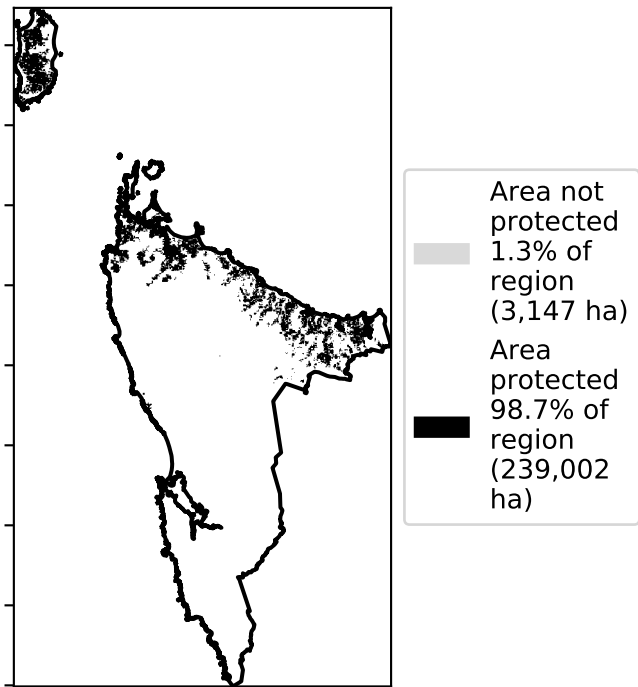 Area not
protected
1.3% of
region
(3,147 ha)
Area
protected
98.7% of
region
(239,002
ha)